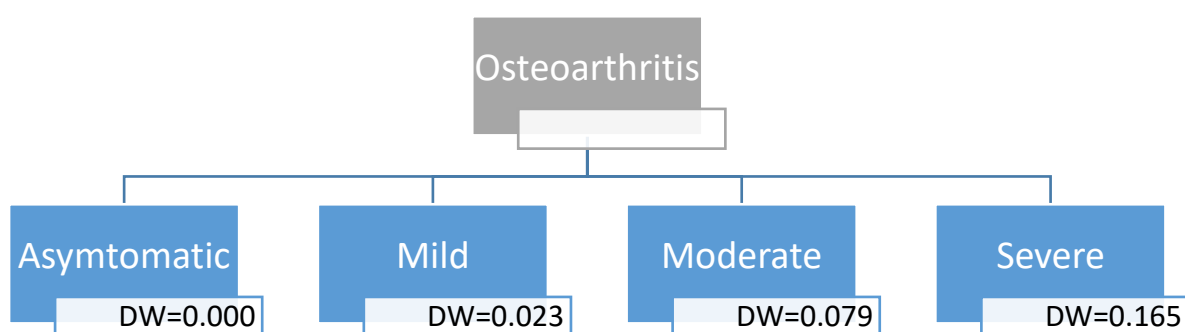 Osteoarthritis
Asymtomatic
DW=0.000
Mild
DW=0.023
Moderate
DW=0.079
Severe
DW=0.165